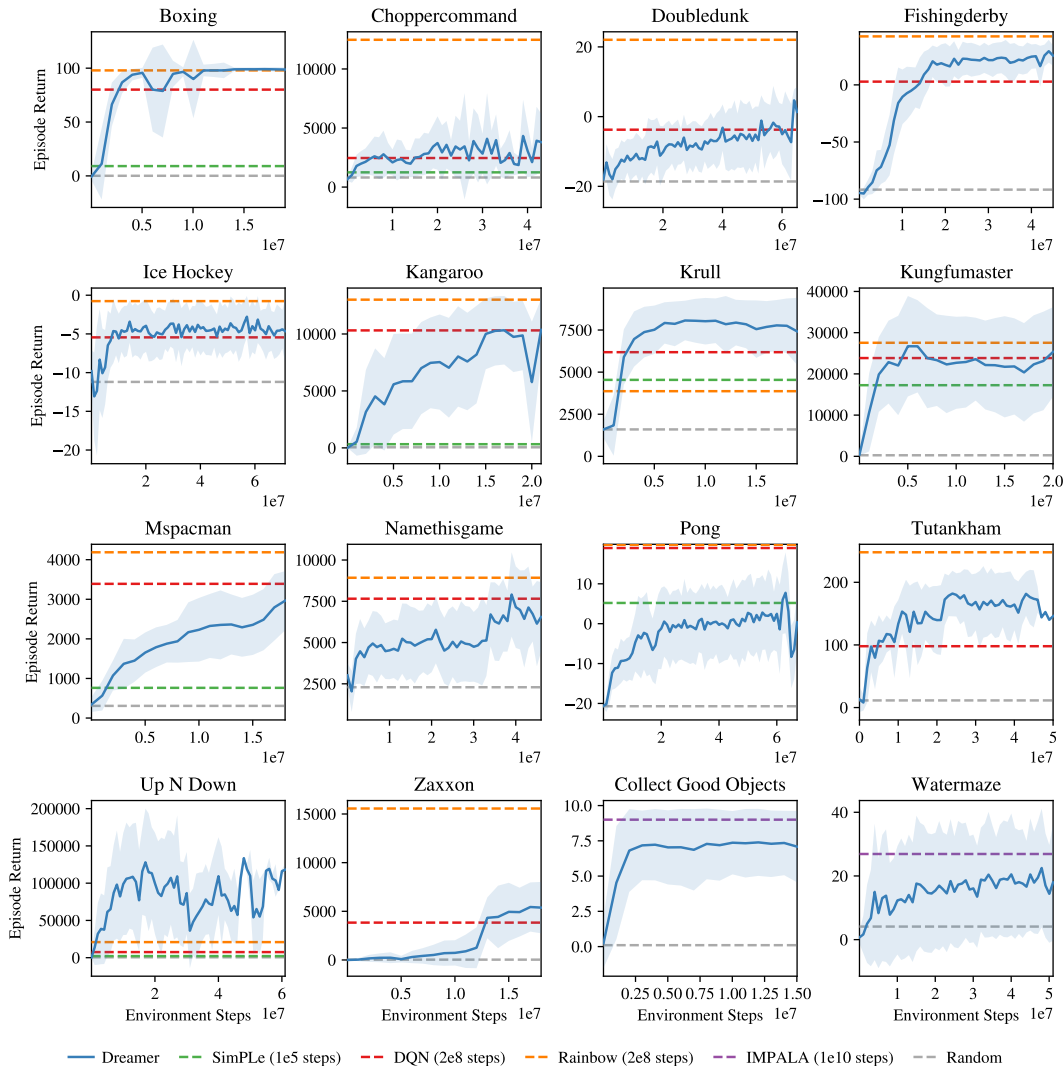 Boxing
Choppercommand
Doubledunk
Fishingderby
Episode Return
100
50
0
0.5
1.0
1.5
1e7
10000
5000
0
1
2
3
4
1e7
20
0
−20
2
4
6
1e7
0
−50
−100
1
2
3
4
1e7
Ice Hockey
Kangaroo
Krull
Kungfumaster
Episode Return
0
−5
−10
−15
−20
2
4
6
1e7
10000
5000
0
0.0
0.5
1.0
1.5
2.0
1e7
7500
5000
2500
0
0.5
1.0
1.5
1e7
40000
30000
20000
10000
0
0.0
0.5
1.0
1.5
2.0
1e7
Mspacman
Namethisgame
Pong
Tutankham
Episode Return
4000
3000
2000
1000
0
0.5
1.0
1.5
1e7
10000
7500
5000
2500
1
2
3
4
1e7
10
0
−10
−20
2
4
6
1e7
200
100
0
0
1
2
3
4
5
1e7
Up N Down
Zaxxon
Collect Good Objects
Watermaze
Episode Return
200000
150000
100000
50000
0
2
4
6
1e7
15000
10000
5000
0
0.5
1.0
1.5
1e7
10.0
7.5
5.0
2.5
0.0
0.25
0.50
0.75
1.00
1.25
1.50
1e7
40
20
0
1
2
3
4
5
1e7
Environment Steps
Environment Steps
Environment Steps
Environment Steps
Dreamer
SimPLe (1e5 steps)
DQN (2e8 steps)
Rainbow (2e8 steps)
IMPALA (1e10 steps)
Random